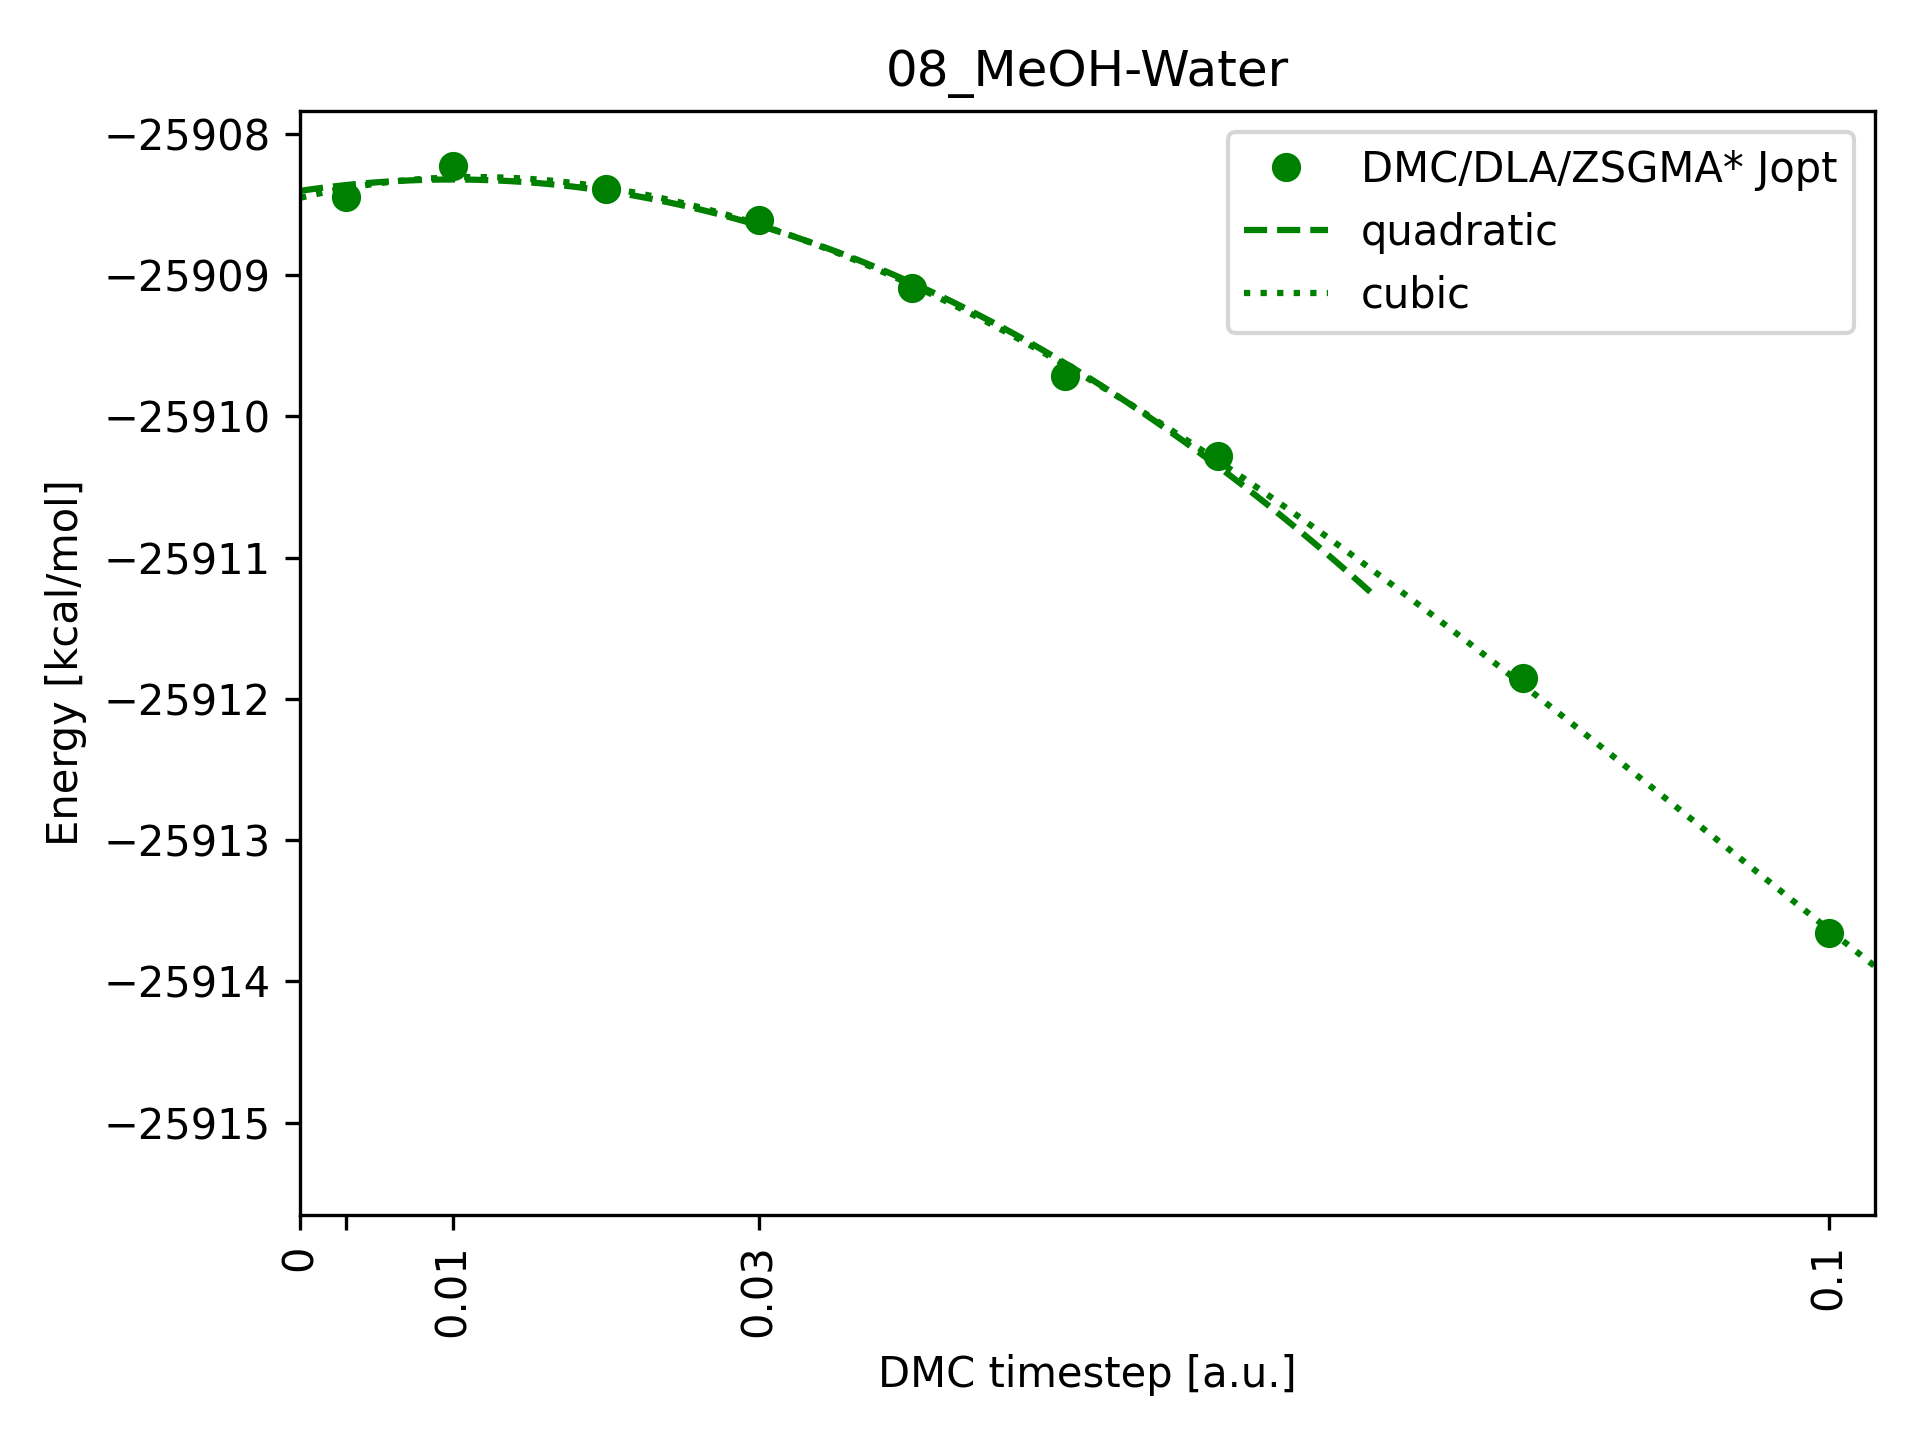 08_MeOH-Water
DMC/DLA/ZSGMA* Jopt
quadratic
cubic
Energy [kcal/mol]
−25908
−25909
−25910
−25911
−25912
−25913
−25914
−25915
0
0.01
0.03
0.1
DMC timestep [a.u.]